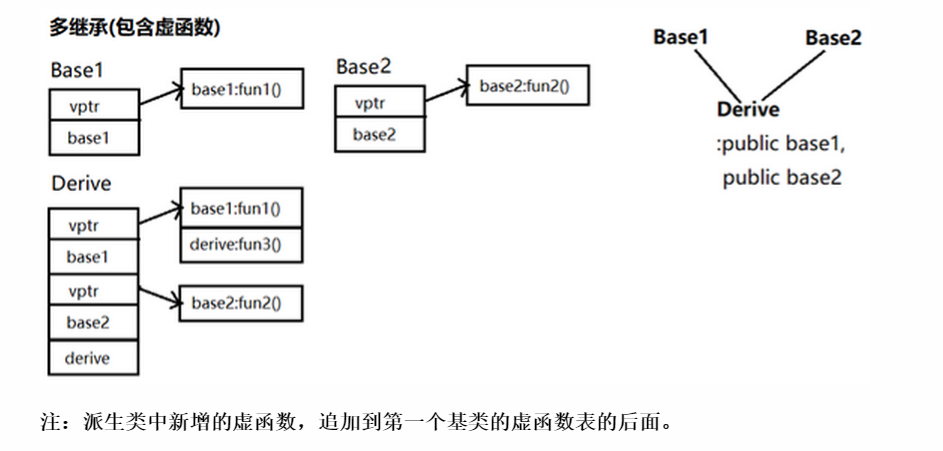 多继承(包含虚函数)
Base1
vptr
base1
base1:fun1()
Base2
vptr
base2
base2:fun2()
Base1
Base2
Derive
:public base1,
public base2
Derive
vptr
base1
vptr
base2
derive
base1:fun1()
derive:fun3()
base2:fun2()
注：派生类中新增的虚函数，追加到第一个基类的虚函数表的后面。